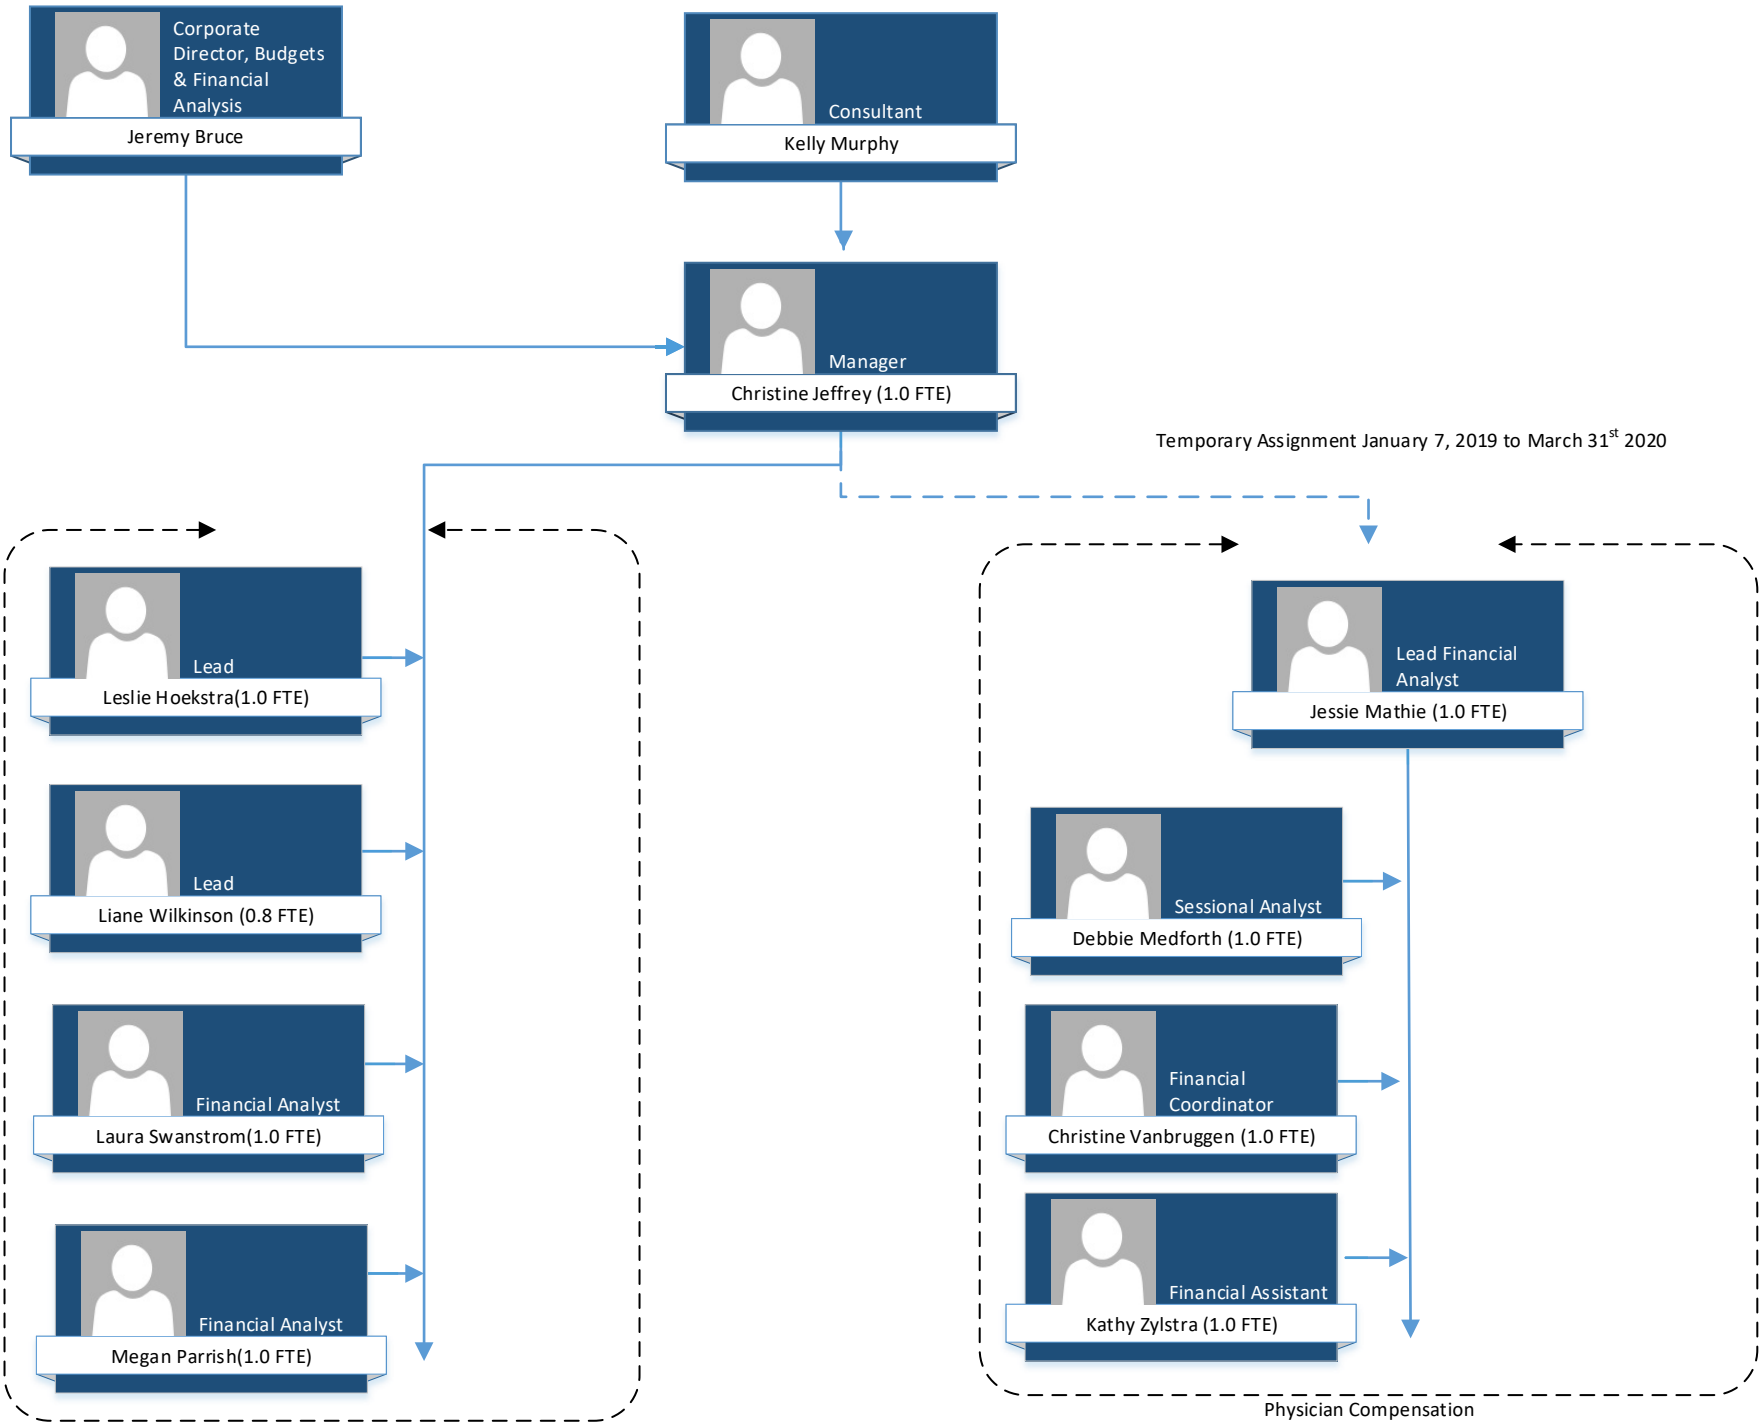 Corporate
Director, Budgets
& Financial
Analysis
Jeremy Bruce
Consultant
Kelly Murphy
Manager
Christine Jeffrey (1.0 FTE)
Temporary Assignment January 7, 2019 to March 31st 2020
Lead
Leslie Hoekstra(1.0 FTE)
Lead
Liane Wilkinson (0.8 FTE)
Financial Analyst
Laura Swanstrom(1.0 FTE)
Financial Analyst
Megan Parrish(1.0 FTE)
Lead Financial
Analyst
Jessie Mathie (1.0 FTE)
Sessional Analyst
Debbie Medforth (1.0 FTE)
Financial
Coordinator
Christine Vanbruggen (1.0 FTE)
Financial Assistant
Kathy Zylstra (1.0 FTE)
Physician Compensation